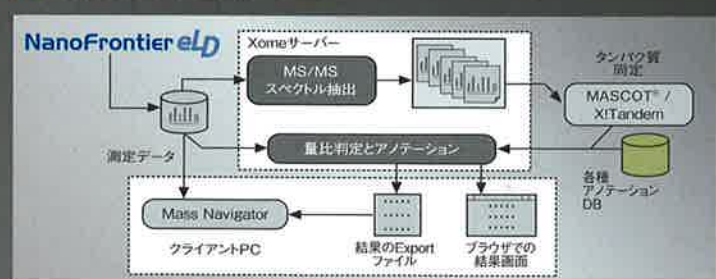 NanoFrontier eLD
Xomeサーバー
MS/MS
スペクトル抽出
タンパク質
同定
MASCOT® /
X!Tandem
測定データ
量比判定とアノテーション
各種
アノテーション
DB
Mass Navigator
クライアントPC
結果のExport
ファイル
ブラウザでの
結果画面